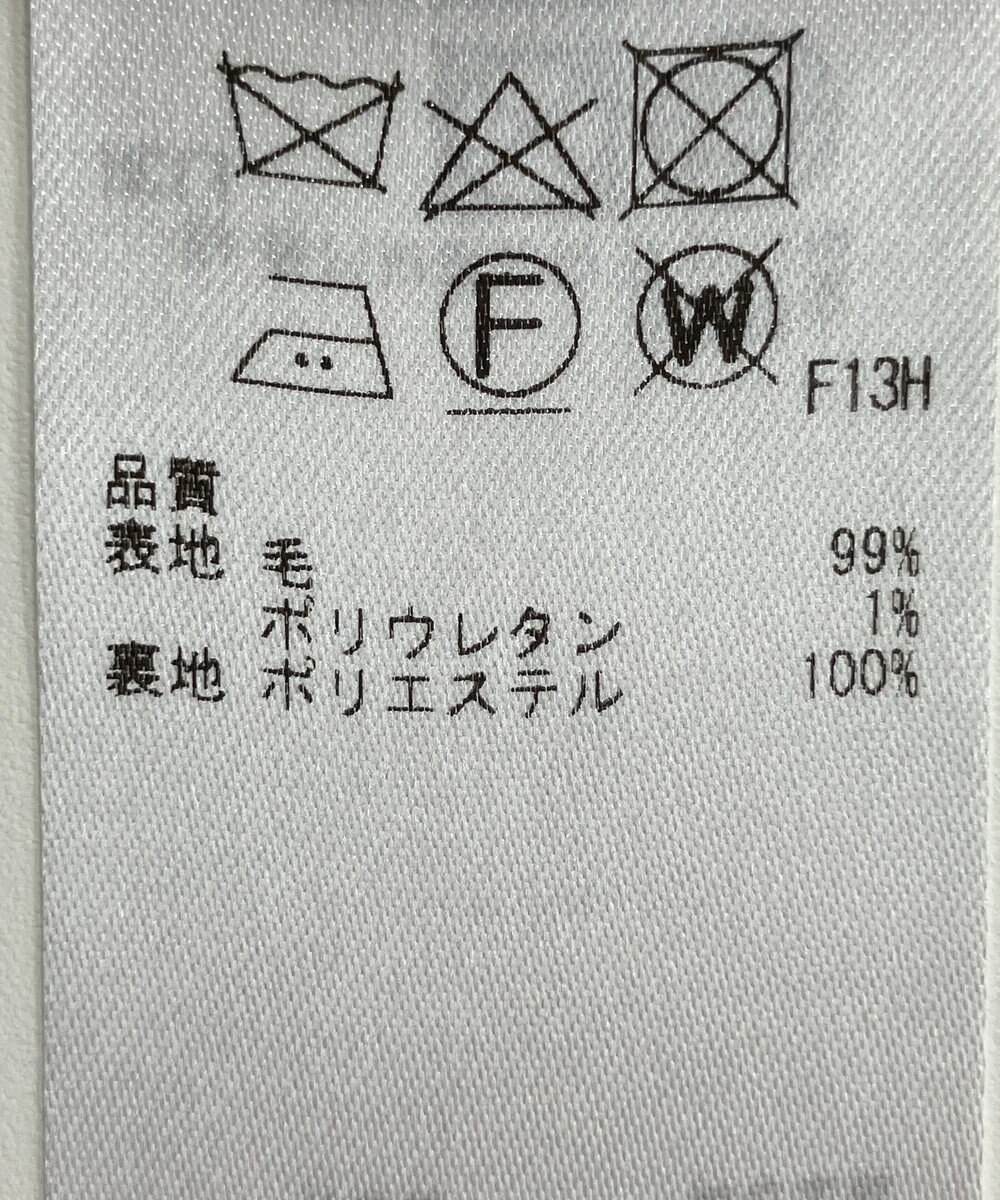 F W F13H
品質
表地 毛 99%
ポリウレタン 1%
裏地 ポリエステル 100%